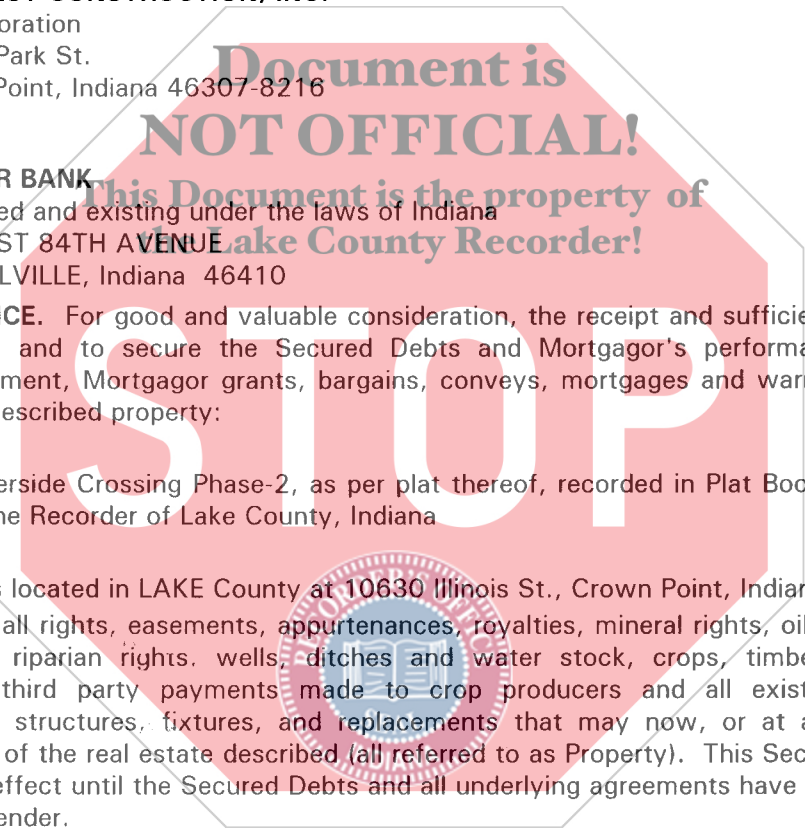 oration
Park St.
Point, Indiana 46307-8216
Document is
NOT OFFICIAL!
This Document is the property of
the Lake County Recorder!
R BANK
ed and existing under the laws of Indiana
ST 84TH AVENUE
LVILLE, Indiana 46410
CE. For good and valuable consideration, the receipt and sufficie
and to secure the Secured Debts and Mortgagor's performa
ment, Mortgagor grants, bargains, conveys, mortgages and warr
escribed property:
STOP
erside Crossing Phase-2, as per plat thereof, recorded in Plat Boo
he Recorder of Lake County, Indiana
s located in LAKE County at 10630 Illinois St., Crown Point, Indian
all rights, easements, appurtenances, royalties, mineral rights, oil
riparian rights. wells, ditches and water stock, crops, timbe
third party payments made to crop producers and all exist
structures, fixtures, and replacements that may now, or at a
of the real estate described (all referred to as Property). This Sec
effect until the Secured Debts and all underlying agreements have
ender.
RECORDER'S OFFICE
INDIANA